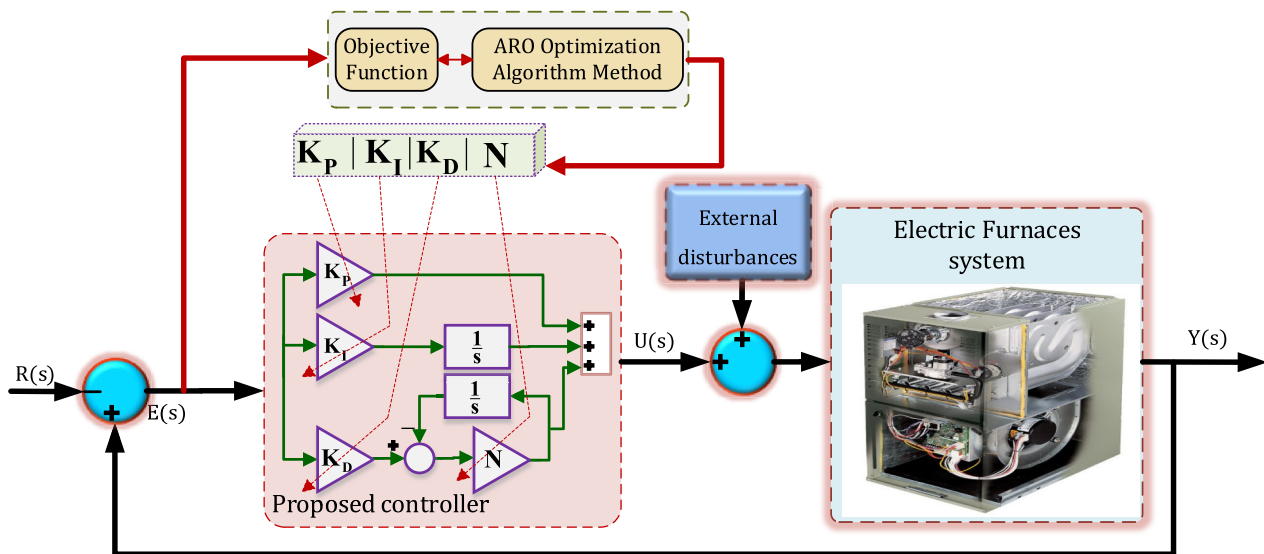 Objective
Function
ARO Optimization
Algorithm Method
K_P | K_I | K_D | N
External
disturbances
Electric Furnaces
system
K_P
K_I
1/s
1/s
K_D
N
+
+
+
+
−
Proposed controller
R(s)
−
+
E(s)
U(s)
+
+
Y(s)